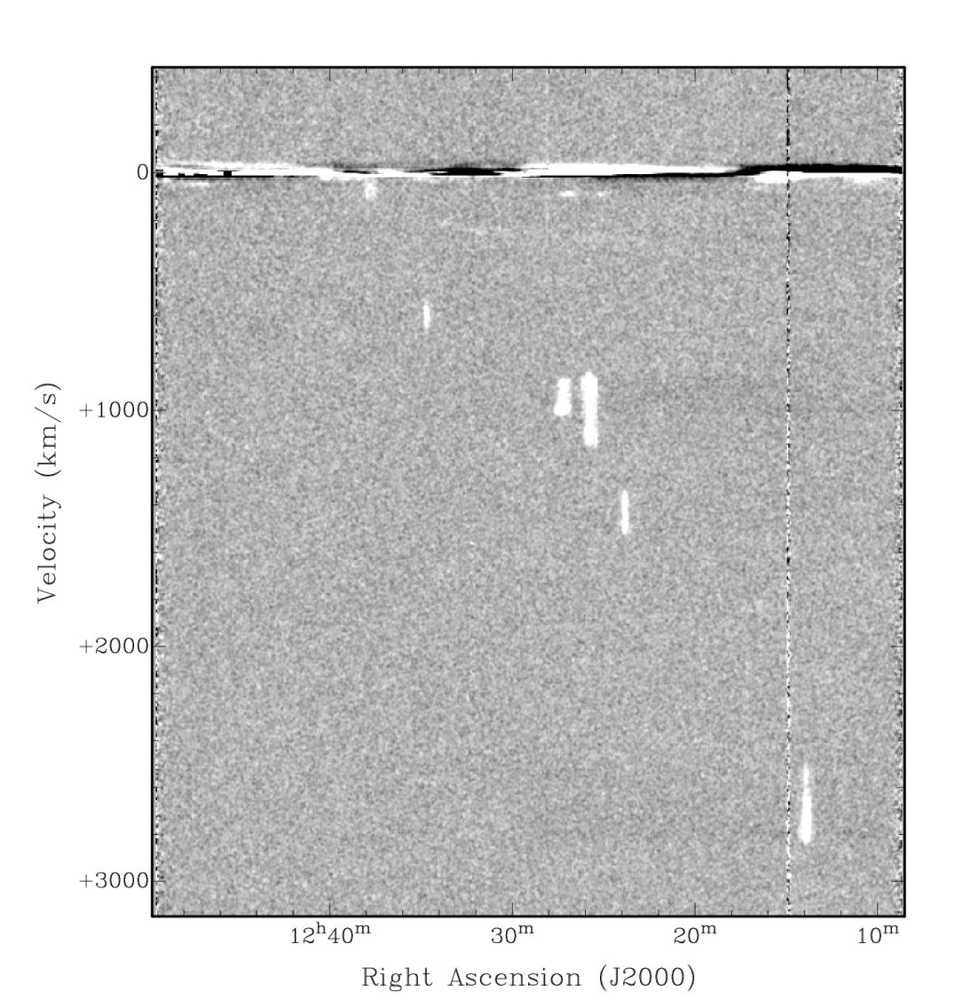 0
+1000
+2000
+3000
Velocity (km/s)
12ʰ40ᵐ 30ᵐ 20ᵐ 10ᵐ
Right Ascension (J2000)